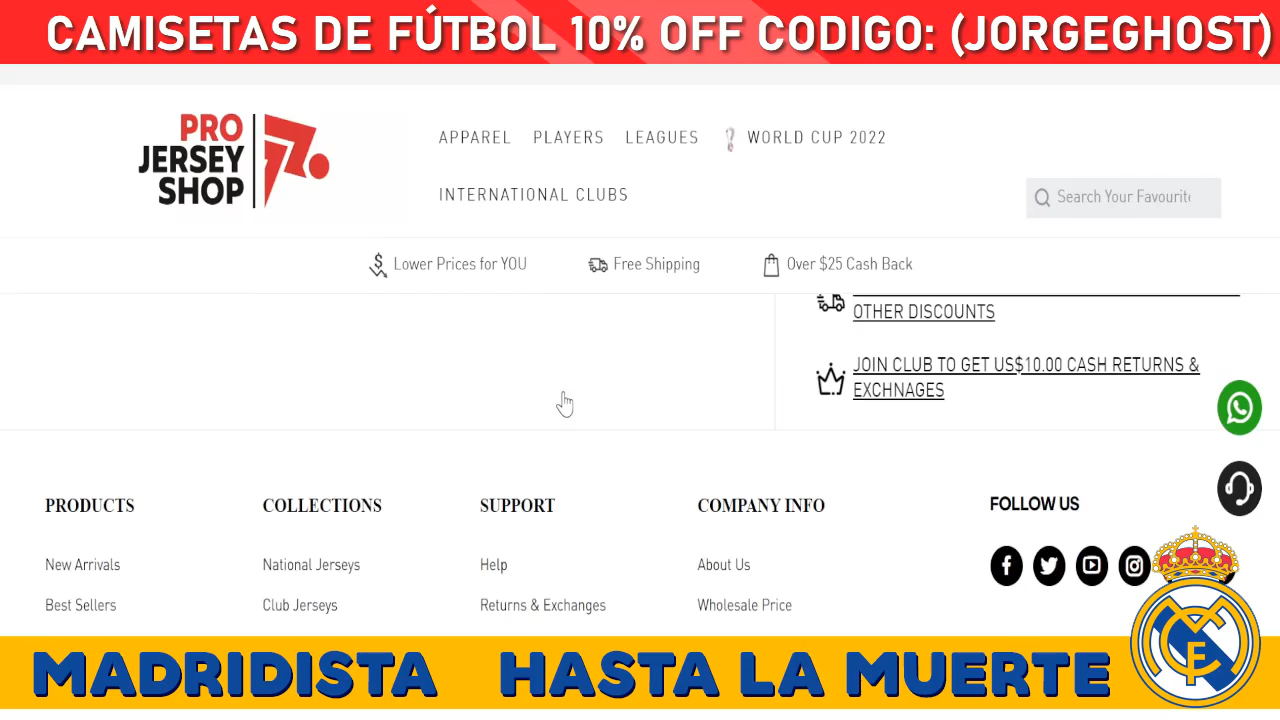 CAMISETAS DE FÚTBOL 10% OFF CODIGO: (JORGEGHOST)
PRO
JERSEY
SHOP
APPAREL PLAYERS LEAGUES WORLD CUP 2022
INTERNATIONAL CLUBS
Search Your Favourite
Lower Prices for YOU Free Shipping Over $25 Cash Back
OTHER DISCOUNTS
JOIN CLUB TO GET US$10.00 CASH RETURNS &
EXCHNAGES
PRODUCTS COLLECTIONS SUPPORT COMPANY INFO FOLLOW US
New Arrivals National Jerseys Help About Us
Best Sellers Club Jerseys Returns & Exchanges Wholesale Price
MADRIDISTA HASTA LA MUERTE